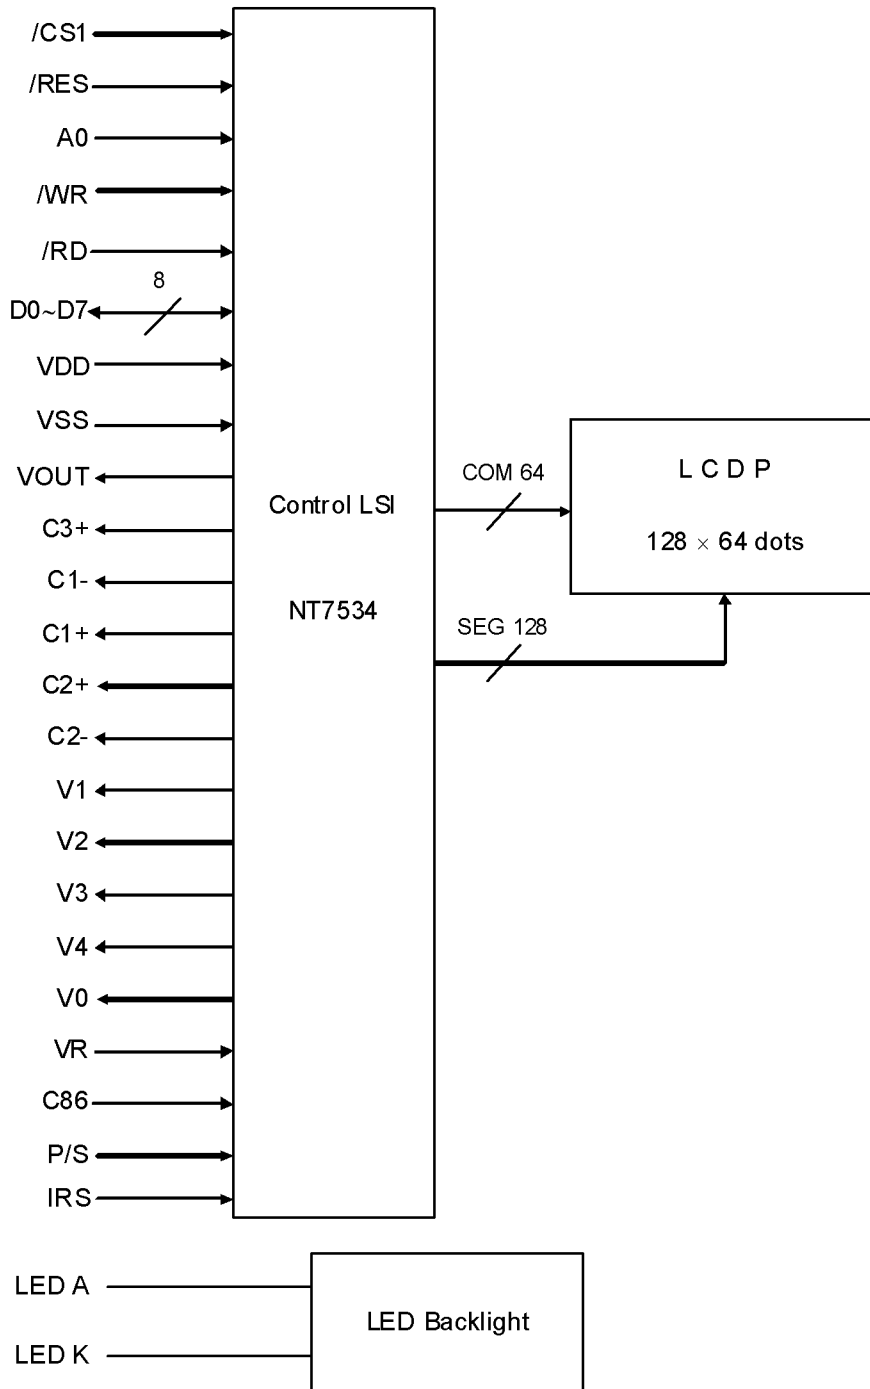 /CS1
/RES
A0
/WR
/RD
8
D0~D7
VDD
VSS
VOUT
C3+
C1-
C1+
C2+
C2-
V1
V2
V3
V4
V0
VR
C86
P/S
IRS
Control LSI
NT7534
COM 64
SEG 128
L C D P
128 × 64 dots
LED A
LED K
LED Backlight